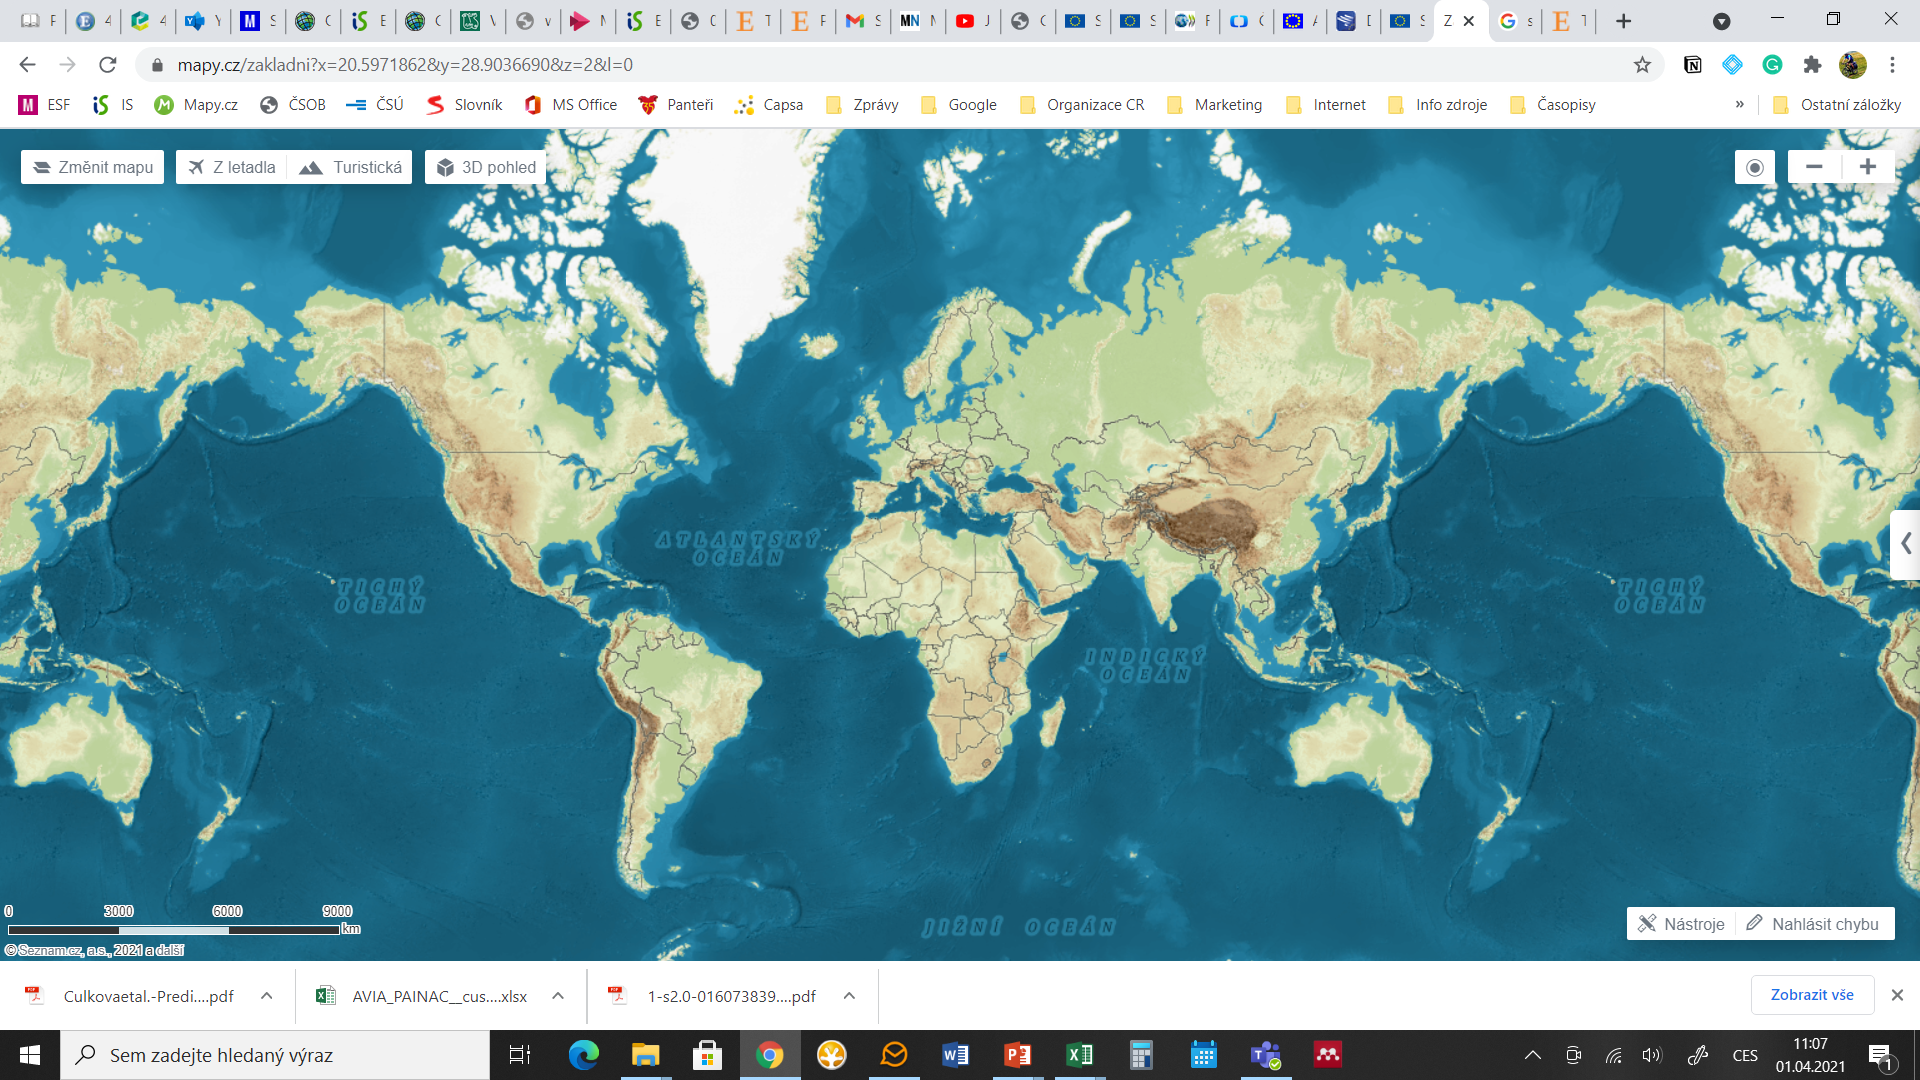 mapy.cz/zakladni?x=20.5971862&y=28.9036690&z=2&l=0
ESF IS Mapy.cz ČSOB ČSÚ Slovník MS Office Panteři Capsa Zprávy Google Organizace CR Marketing Internet Info zdroje Časopisy » Ostatní záložky
Změnit mapu Z letadla Turistická 3D pohled
ATLANTSKÝ
OCEÁN
TICHÝ
OCEÁN
TICHÝ
OCEÁN
INDICKÝ
OCEÁN
JIŽNÍ OCEÁN
0 3000 6000 9000
km
© Seznam.cz, a.s., 2021 a další
Nástroje Nahlásit chybu
Culkovaetal.-Predi....pdf AVIA_PAINAC__cus....xlsx 1-s2.0-016073839....pdf Zobrazit vše
Sem zadejte hledaný výraz
CES
11:07
01.04.2021
1